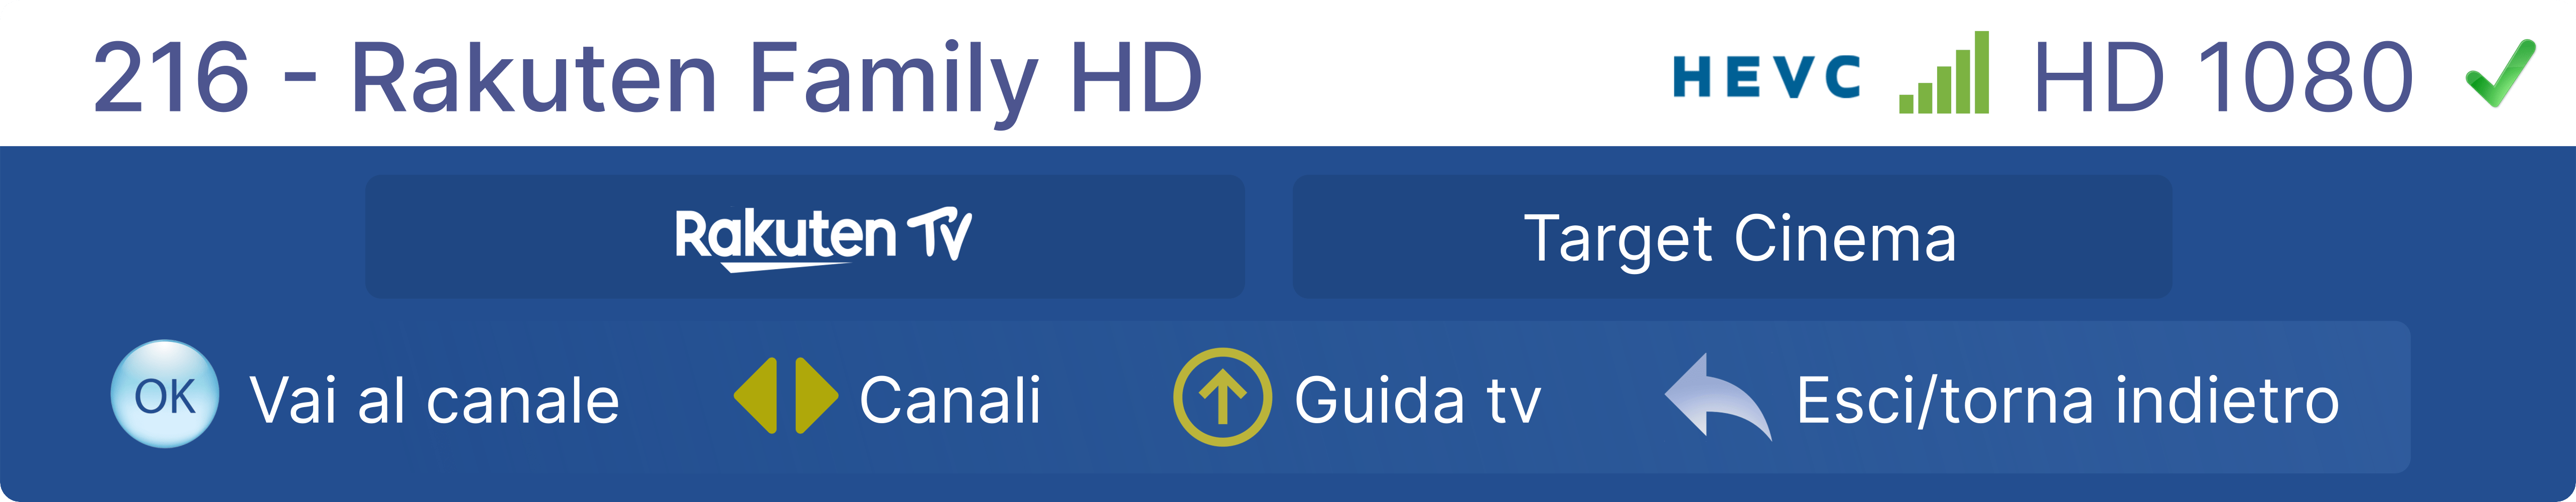 216 - Rakuten Family HD HEVC HD 1080
Rakuten TV Target Cinema
OK Vai al canale Canali Guida tv Esci/torna indietro